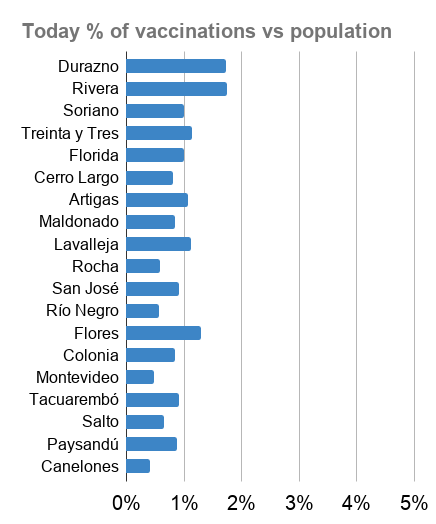 Today % of vaccinations vs population
Durazno
Rivera
Soriano
Treinta y Tres
Florida
Cerro Largo
Artigas
Maldonado
Lavalleja
Rocha
San José
Río Negro
Flores
Colonia
Montevideo
Tacuarembó
Salto
Paysandú
Canelones
0% 1% 2% 3% 4% 5%